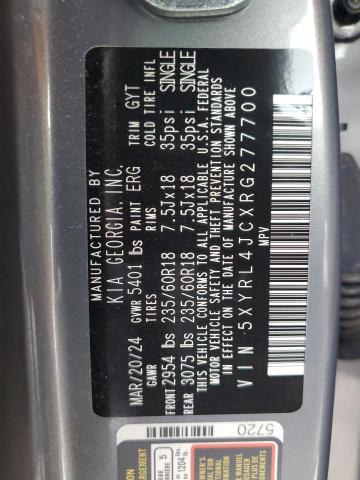 MANUFACTURED BY
KIA GEORGIA, INC.
MAR/20/24 GVWR 5401 lbs PAINT ERG TRIM GYT
GAWR TIRES RIMS COLD TIRE INFL
FRONT 2954 lbs 235/60R18 7.5JX18 35psi SINGLE
REAR 3075 lbs 235/60R18 7.5JX18 35psi SINGLE
THIS VEHICLE CONFORMS TO ALL APPLICABLE U.S.A. FEDERAL
MOTOR VEHICLE SAFETY AND THEFT PREVENTION STANDARDS
IN EFFECT ON THE DATE OF MANUFACTURE SHOWN ABOVE
VIN 5XYRL4JCXRG277700
MPV
5720
5
1204